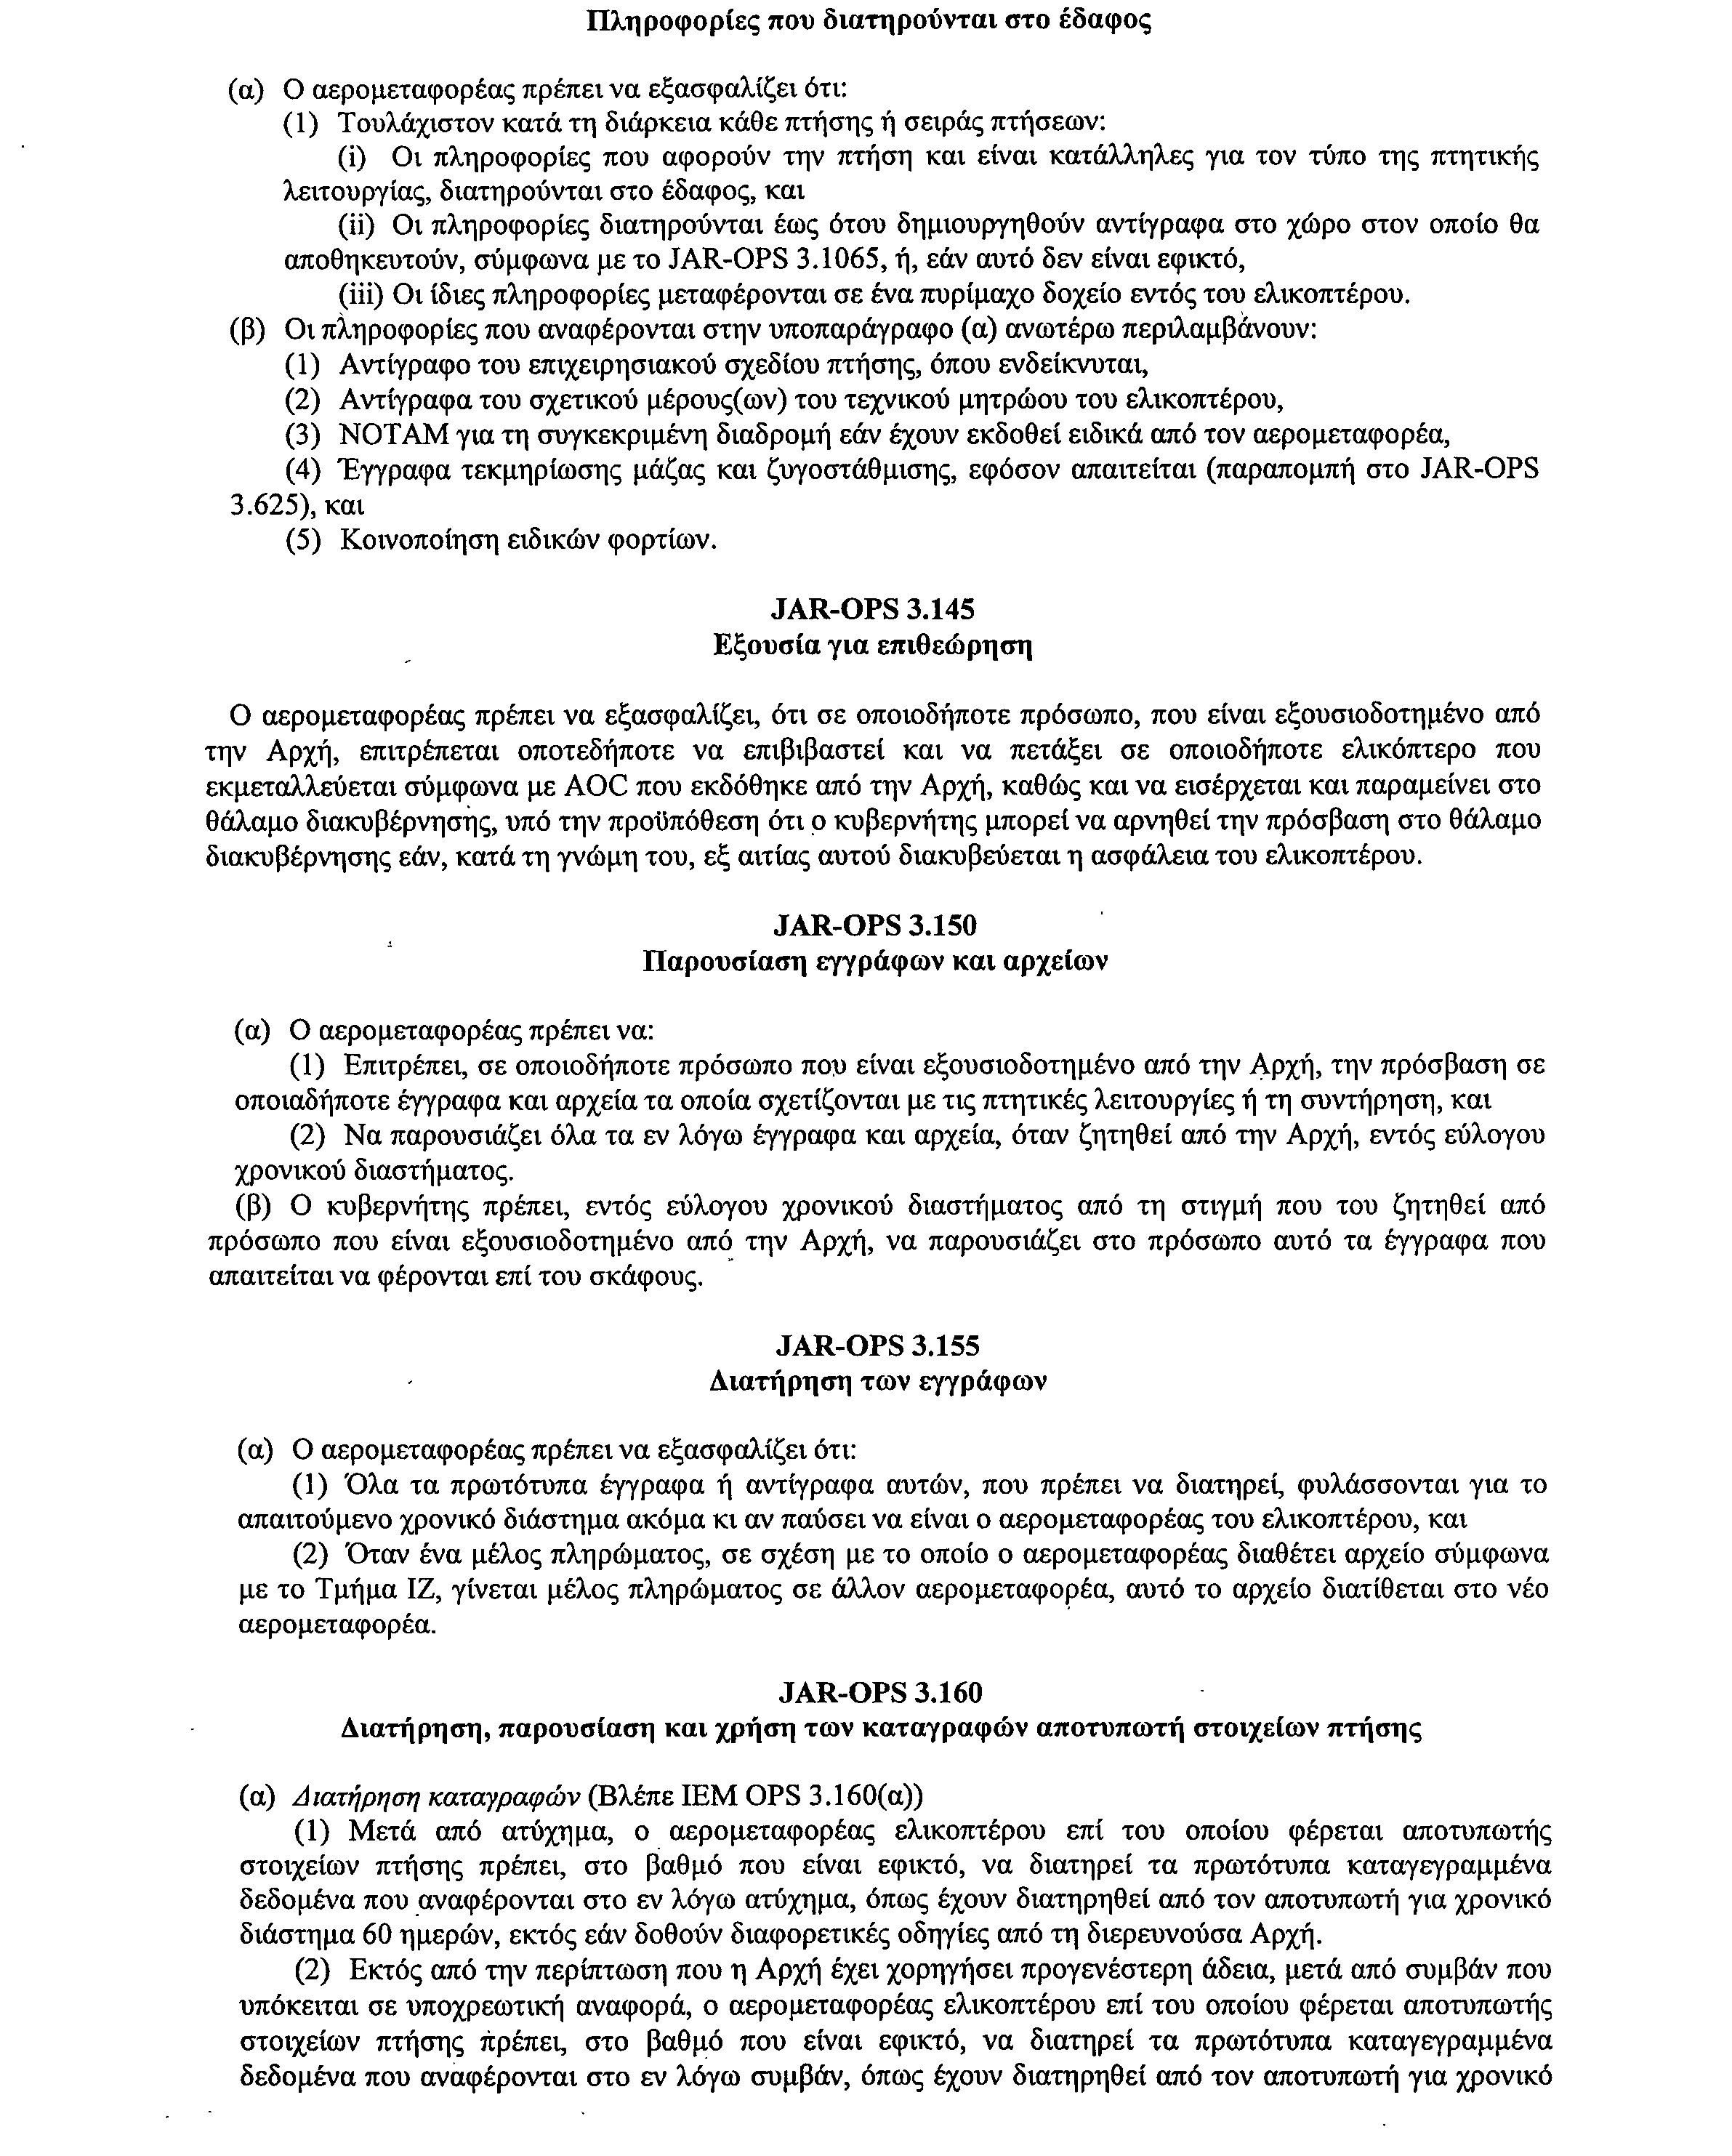 Πληροφορίες που διατηρούνται στο έδαφος
(α) Ο αερομεταφορέας πρέπει να εξασφαλίζει ότι:
(1) Τουλάχιστον κατά τη διάρκεια κάθε πτήσης ή σειράς πτήσεων:
(i) Οι πληροφορίες που αφορούν την πτήση και είναι κατάλληλες για τον τύπο της πτητικής
λειτουργίας, διατηρούνται στο έδαφος, και
(ii) Οι πληροφορίες διατηρούνται έως ότου δημιουργηθούν αντίγραφα στο χώρο στον οποίο θα
αποθηκευτούν, σύμφωνα με το JAR-OPS 3.1065, ή, εάν αυτό δεν είναι εφικτό,
(iii) Οι ίδιες πληροφορίες μεταφέρονται σε ένα πυρίμαχο δοχείο εντός του ελικοπτέρου.
(β) Οι πληροφορίες που αναφέρονται στην υποπαράγραφο (α) ανωτέρω περιλαμβάνουν:
(1) Αντίγραφο του επιχειρησιακού σχεδίου πτήσης, όπου ενδείκνυται,
(2) Αντίγραφα του σχετικού μέρους(ων) του τεχνικού μητρώου του ελικοπτέρου,
(3) NOTAM για τη συγκεκριμένη διαδρομή εάν έχουν εκδοθεί ειδικά από τον αερομεταφορέα,
(4) Έγγραφα τεκμηρίωσης μάζας και ζυγοστάθμισης, εφόσον απαιτείται (παραπομπή στο JAR-OPS
3.625), και
(5) Κοινοποίηση ειδικών φορτίων.
JAR-OPS 3.145
Εξουσία για επιθεώρηση
Ο αερομεταφορέας πρέπει να εξασφαλίζει, ότι σε οποιοδήποτε πρόσωπο, που είναι εξουσιοδοτημένο από
την Αρχή, επιτρέπεται οποτεδήποτε να επιβιβαστεί και να πετάξει σε οποιοδήποτε ελικόπτερο που
εκμεταλλεύεται σύμφωνα με AOC που εκδόθηκε από την Αρχή, καθώς και να εισέρχεται και παραμείνει στο
θάλαμο διακυβέρνησης, υπό την προϋπόθεση ότι ο κυβερνήτης μπορεί να αρνηθεί την πρόσβαση στο θάλαμο
διακυβέρνησης εάν, κατά τη γνώμη του, εξ αιτίας αυτού διακυβεύεται η ασφάλεια του ελικοπτέρου.
JAR-OPS 3.150
Παρουσίαση εγγράφων και αρχείων
(α) Ο αερομεταφορέας πρέπει να:
(1) Επιτρέπει, σε οποιοδήποτε πρόσωπο που είναι εξουσιοδοτημένο από την Αρχή, την πρόσβαση σε
οποιαδήποτε έγγραφα και αρχεία τα οποία σχετίζονται με τις πτητικές λειτουργίες ή τη συντήρηση, και
(2) Να παρουσιάζει όλα τα εν λόγω έγγραφα και αρχεία, όταν ζητηθεί από την Αρχή, εντός εύλογου
χρονικού διαστήματος.
(β) Ο κυβερνήτης πρέπει, εντός εύλογου χρονικού διαστήματος από τη στιγμή που του ζητηθεί από
πρόσωπο που είναι εξουσιοδοτημένο από την Αρχή, να παρουσιάζει στο πρόσωπο αυτό τα έγγραφα που
απαιτείται να φέρονται επί του σκάφους.
JAR-OPS 3.155
Διατήρηση των εγγράφων
(α) Ο αερομεταφορέας πρέπει να εξασφαλίζει ότι:
(1) Όλα τα πρωτότυπα έγγραφα ή αντίγραφα αυτών, που πρέπει να διατηρεί, φυλάσσονται για το
απαιτούμενο χρονικό διάστημα ακόμα κι αν παύσει να είναι ο αερομεταφορέας του ελικοπτέρου, και
(2) Όταν ένα μέλος πληρώματος, σε σχέση με το οποίο ο αερομεταφορέας διαθέτει αρχείο σύμφωνα
με το Τμήμα ΙΖ, γίνεται μέλος πληρώματος σε άλλον αερομεταφορέα, αυτό το αρχείο διατίθεται στο νέο
αερομεταφορέα.
JAR-OPS 3.160
Διατήρηση, παρουσίαση και χρήση των καταγραφών αποτυπωτή στοιχείων πτήσης
(α) Διατήρηση καταγραφών (Βλέπε IEM OPS 3.160(α))
(1) Μετά από ατύχημα, ο αερομεταφορέας ελικοπτέρου επί του οποίου φέρεται αποτυπωτής
στοιχείων πτήσης πρέπει, στο βαθμό που είναι εφικτό, να διατηρεί τα πρωτότυπα καταγεγραμμένα
δεδομένα που αναφέρονται στο εν λόγω ατύχημα, όπως έχουν διατηρηθεί από τον αποτυπωτή για χρονικό
διάστημα 60 ημερών, εκτός εάν δοθούν διαφορετικές οδηγίες από τη διερευνούσα Αρχή.
(2) Εκτός από την περίπτωση που η Αρχή έχει χορηγήσει προγενέστερη άδεια, μετά από συμβάν που
υπόκειται σε υποχρεωτική αναφορά, ο αερομεταφορέας ελικοπτέρου επί του οποίου φέρεται αποτυπωτής
στοιχείων πτήσης πρέπει, στο βαθμό που είναι εφικτό, να διατηρεί τα πρωτότυπα καταγεγραμμένα
δεδομένα που αναφέρονται στο εν λόγω συμβάν, όπως έχουν διατηρηθεί από τον αποτυπωτή για χρονικό